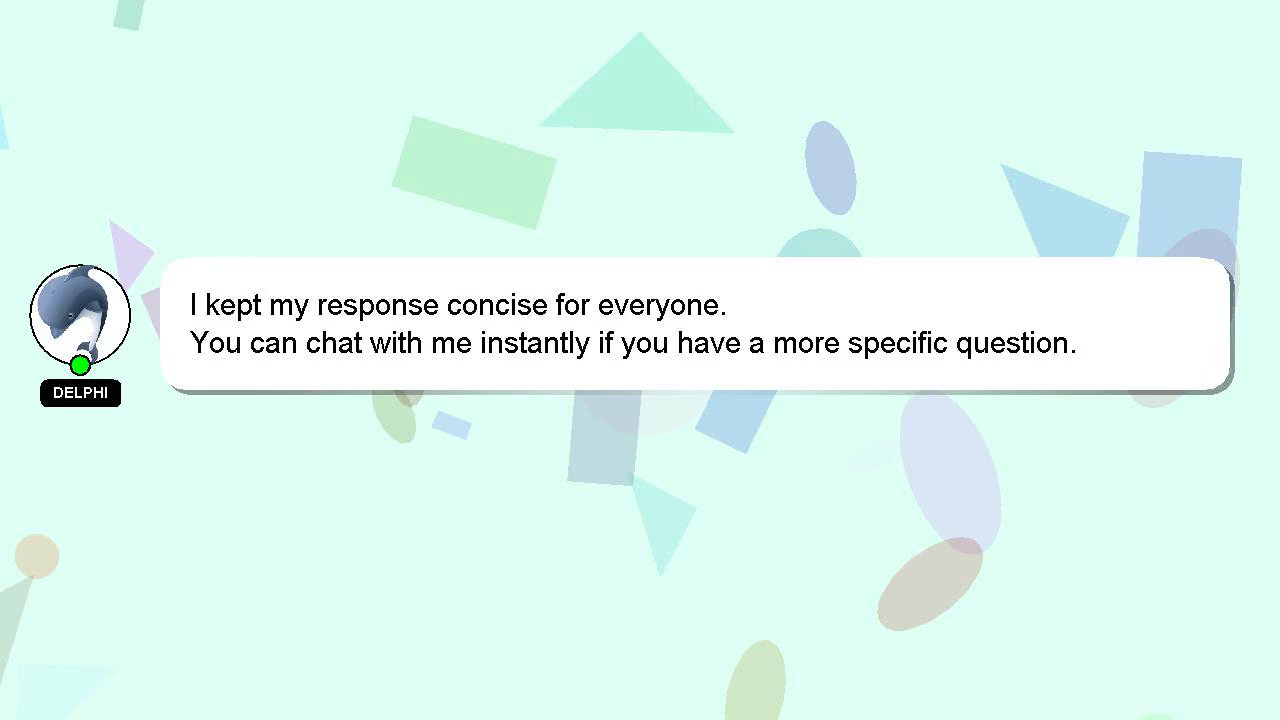 I kept my response concise for everyone.
You can chat with me instantly if you have a more specific question.
DELPHI